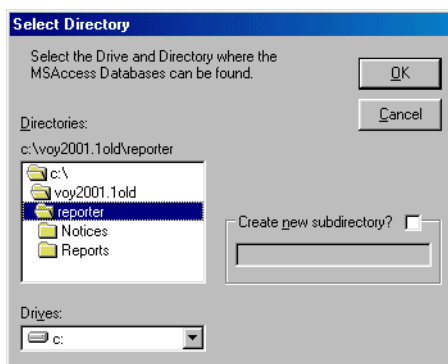 Select Directory
Select the Drive and Directory where the
MSAccess Databases can be found.
OK
Cancel
Directories:
c:\voy2001.1old\reporter
c:\
voy2001.1old
reporter
Notices
Reports
Create new subdirectory?
Drives:
c: